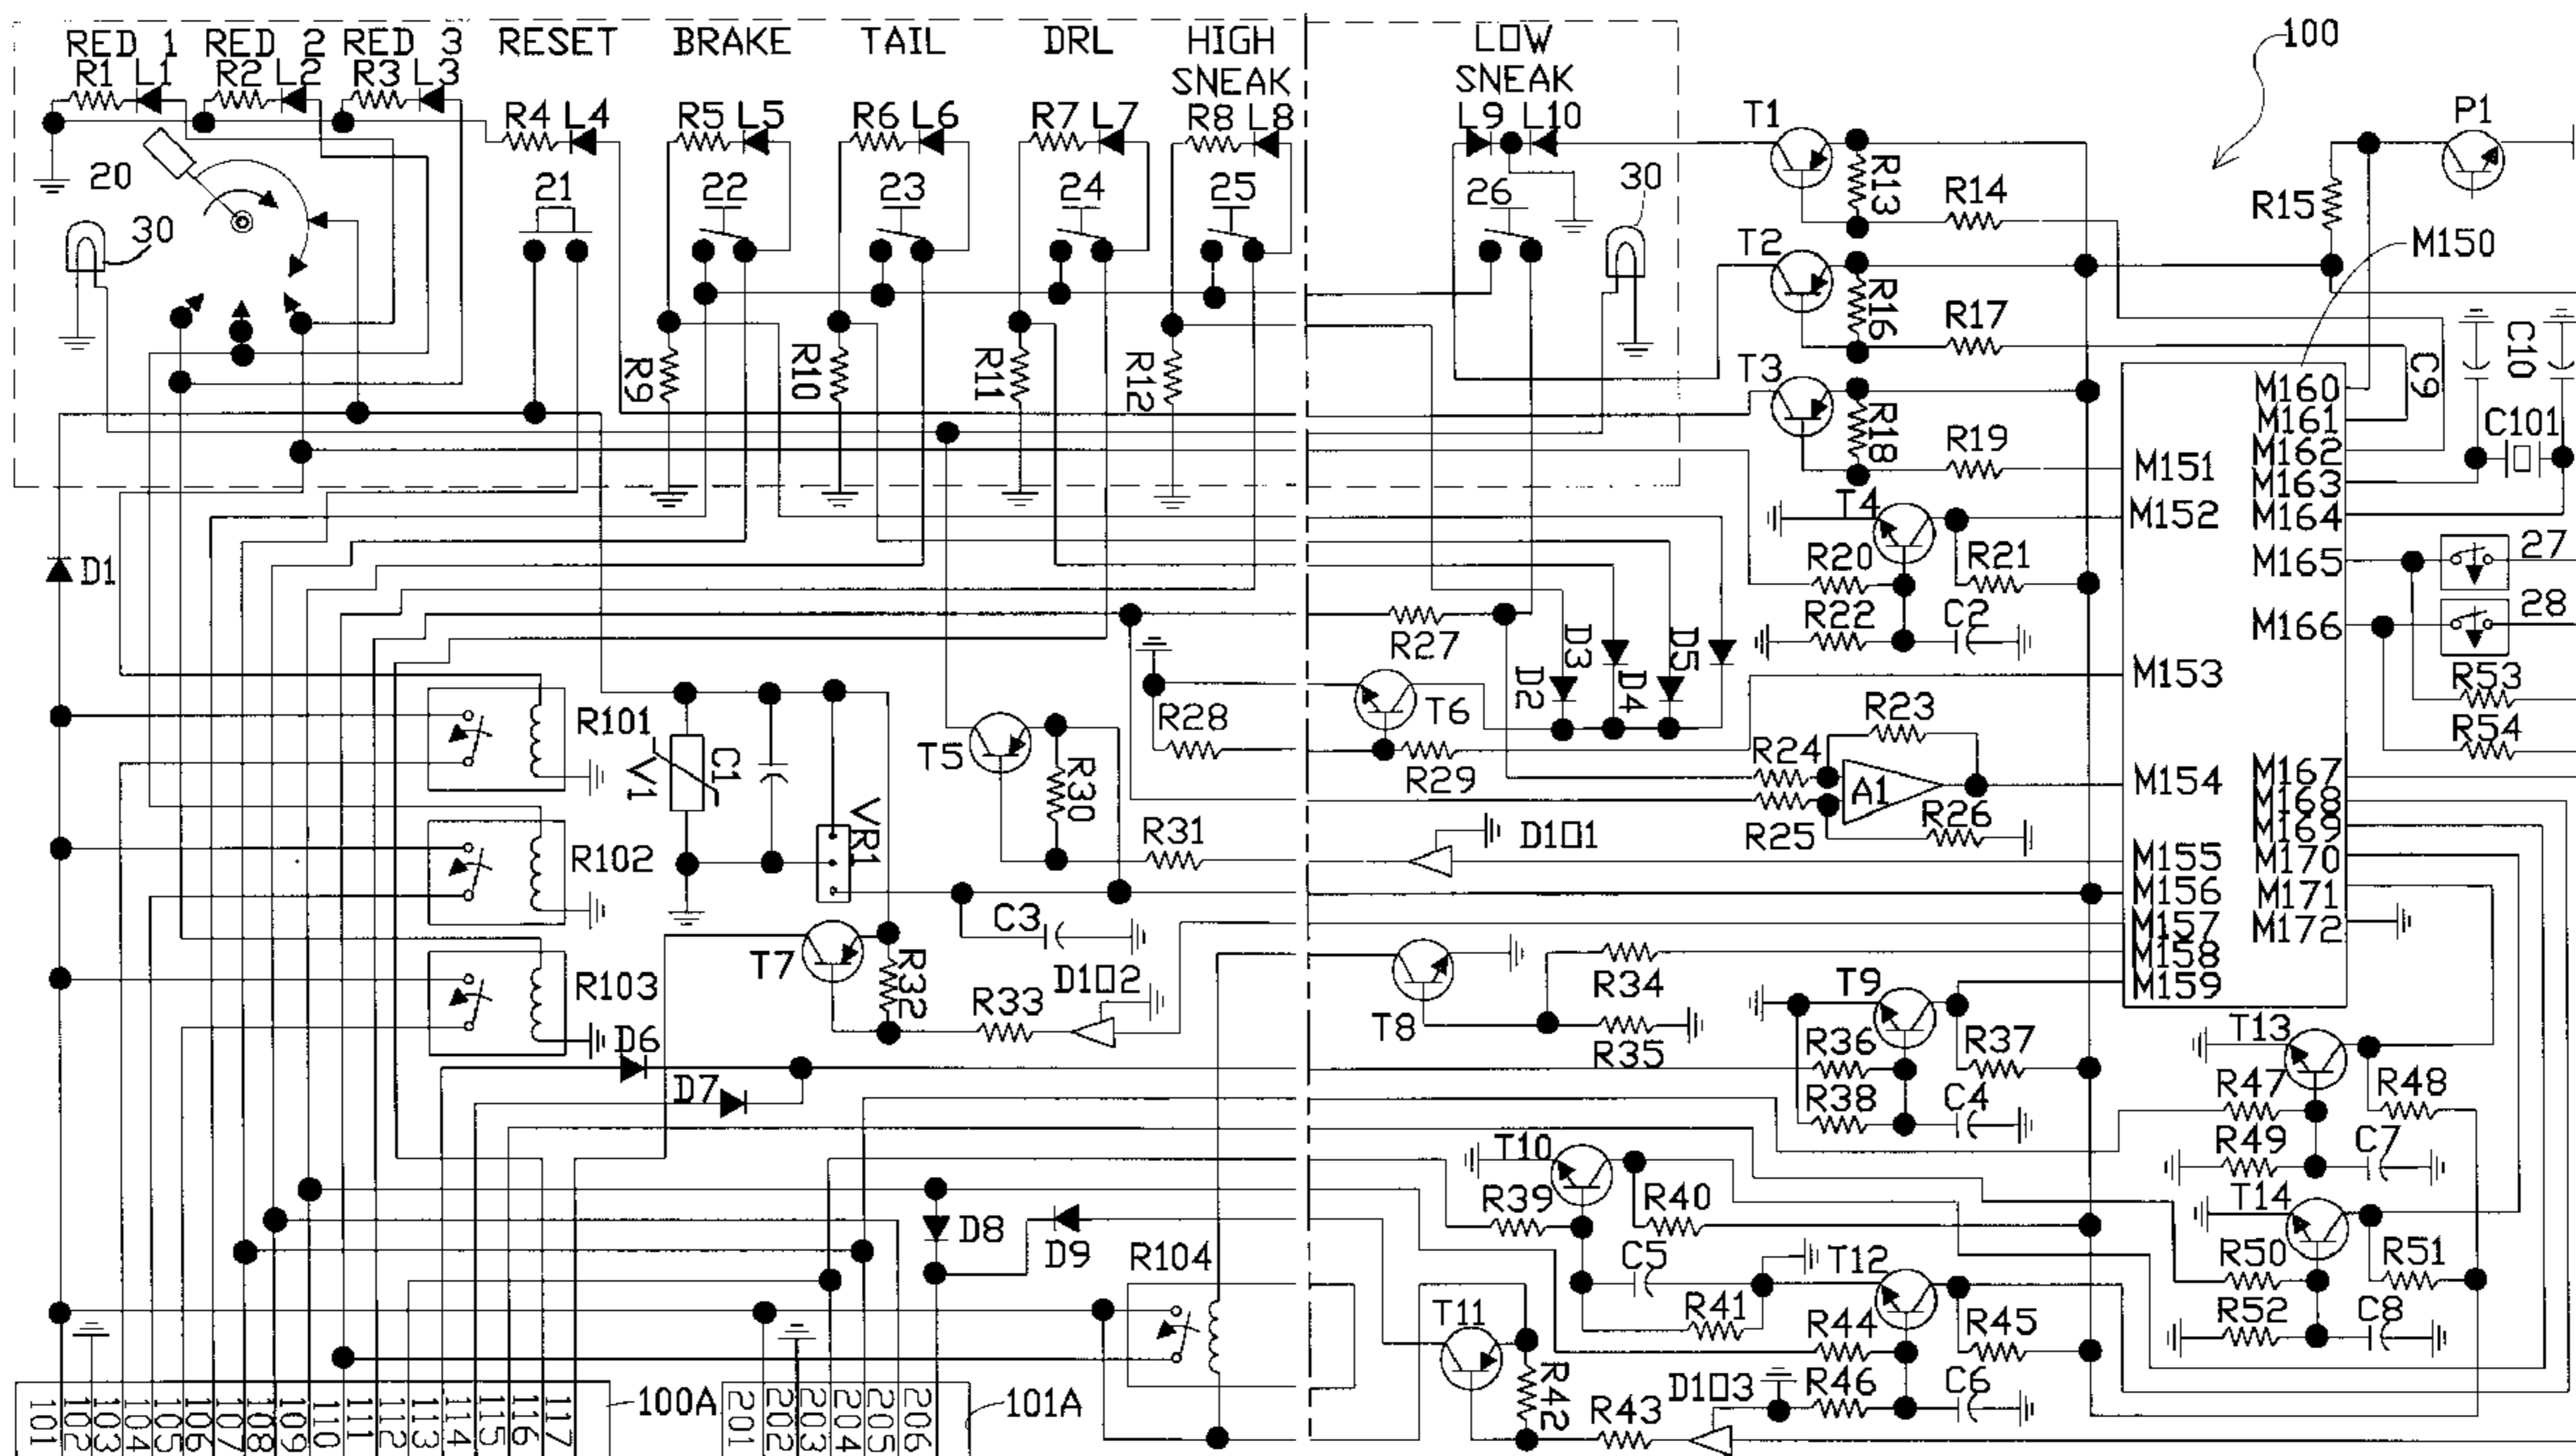 RED 1 RED 2 RED 3 RESET BRAKE TAIL DRL HIGH SNEAK LOW SNEAK 100
R1 L1 R2 L2 R3 L3 R4 L4 R5 L5 R6 L6 R7 L7 R8 L8 L9 L10 T1 P1
20 21 22 23 24 25 26 30 R13 R14 R15
30 T2 M150
R9 R10 R11 R12 T3 R16 R17 C9 C10
R18 R19 C101
M160
M161
M162
M163
M164
M165
M166
M167
M168
M169
M170
M171
M172
M151
M152
M153
M154
M155
M156
M157
M158
M159
T4 R20 R21 R22 C2 27
28
R53
R54
D1 R27 D3 D5 D2 D4
R101 V1 C1 T5 R28 T6 R29 R23 R24 A1
R30 R25 R26
R102 VR1 R31 D101
C3
T7 R32 D102 R33 T8 R34 R35 T9
R103 D6 R36 R37 T13
D7 R38 C4 R47 R48
T10 R49 C7
R39 R40 T14
D8 D9 R104 C5 T12 R50 R51
T11 R41 R44 R45 R52 C8
R42 R43 D103 R46 C6
101 102 103 104 105 106 107 108 109 110 111 112 113 114 115 116 117 100A
201 202 203 204 205 206 101A